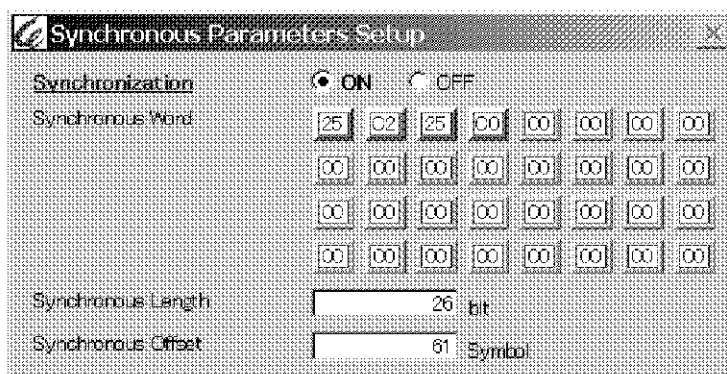 Synchronous Parameters Setup
Synchronization ON OFF
Synchronous Word 25 C2 25 C0 00 00 00 00
00 00 00 00 00 00 00 00
00 00 00 00 00 00 00 00
00 00 00 00 00 00 00 00
Synchronous Length 26 bit
Synchronous Offset 61 Symbol